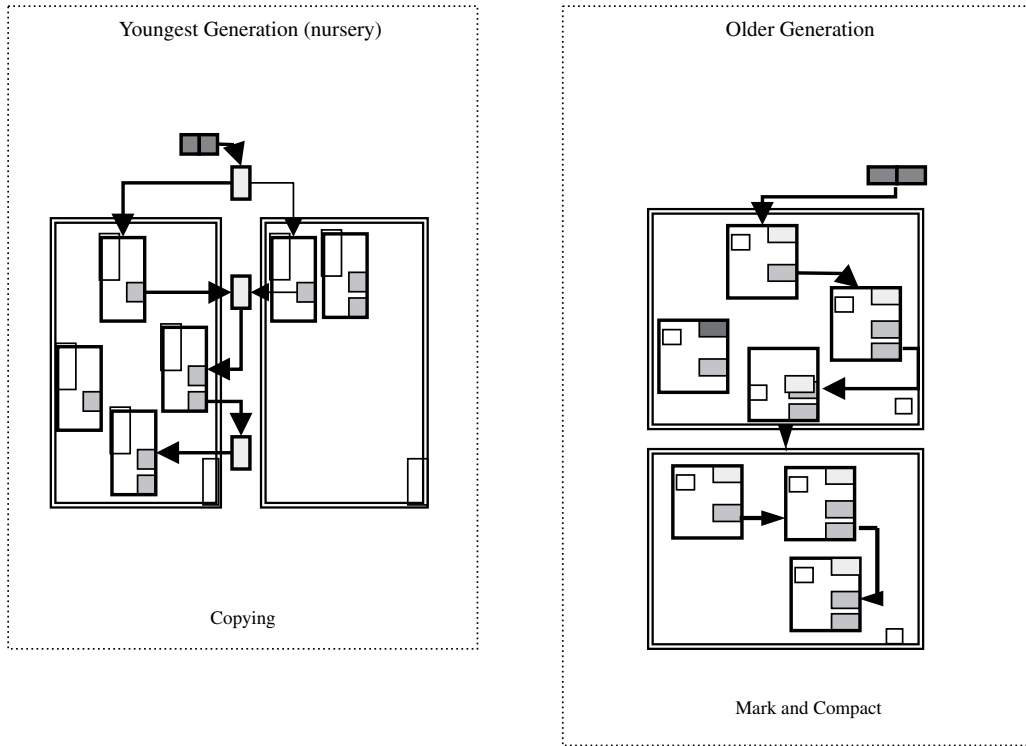 Youngest Generation (nursery)
Older Generation
Copying
Mark and Compact